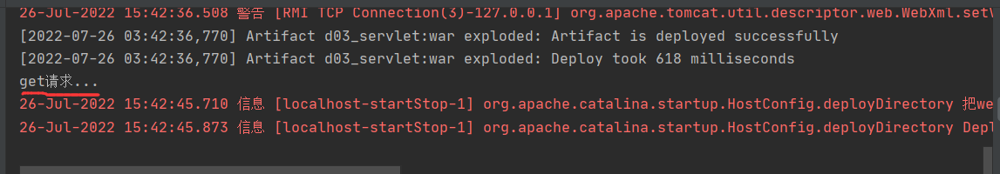 26-Jul-2022 15:42:36.508 警告 [RMI TCP Connection(3)-127.0.0.1] org.apache.tomcat.util.descriptor.web.WebXml.setV
[2022-07-26 03:42:36,770] Artifact d03_servlet:war exploded: Artifact is deployed successfully
[2022-07-26 03:42:36,770] Artifact d03_servlet:war exploded: Deploy took 618 milliseconds
get请求...
26-Jul-2022 15:42:45.710 信息 [localhost-startStop-1] org.apache.catalina.startup.HostConfig.deployDirectory 把we
26-Jul-2022 15:42:45.873 信息 [localhost-startStop-1] org.apache.catalina.startup.HostConfig.deployDirectory Depl